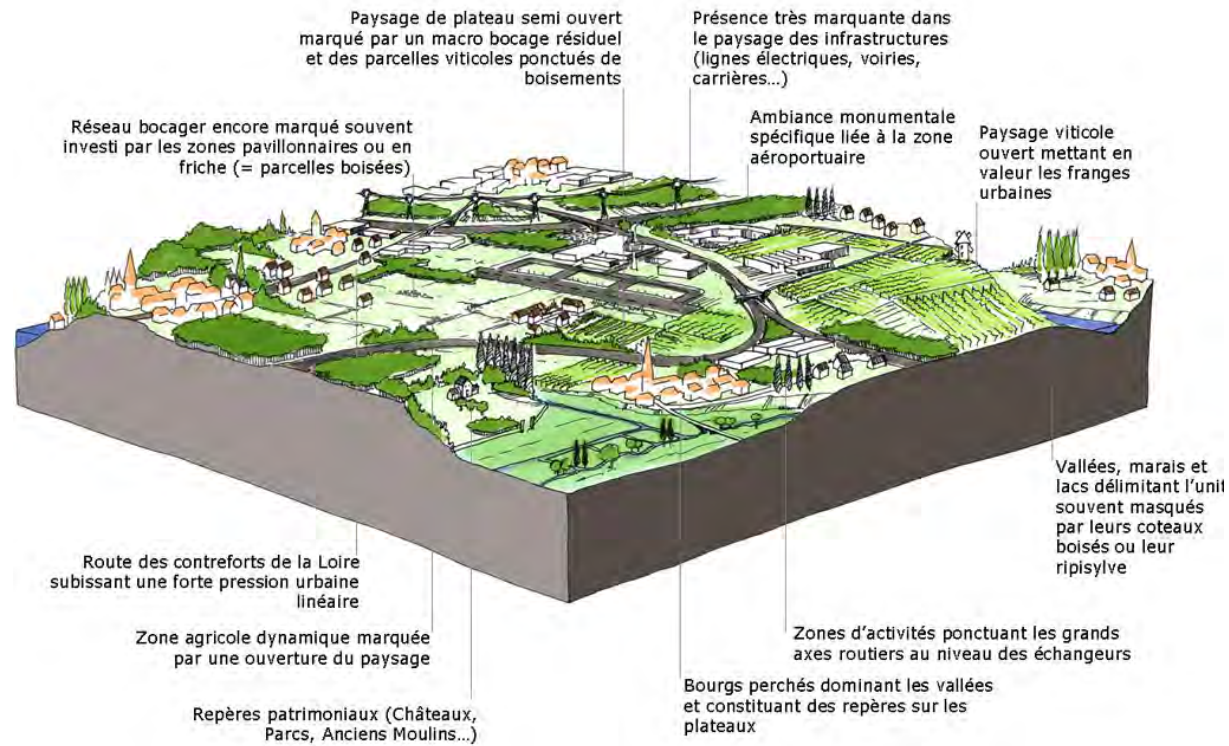 Paysage de plateau semi ouvert
marqué par un macro bocage résiduel
et des parcelles viticoles ponctués de
boisements
Présence très marquante dans
le paysage des infrastructures
(lignes électriques, voiries,
carrières...)
Réseau bocager encore marqué souvent
investi par les zones pavillonnaires ou en
friche (= parcelles boisées)
Ambiance monumentale
spécifique liée à la zone
aéroportuaire
Paysage viticole
ouvert mettant en
valeur les franges
urbaines
Vallées, marais et
lacs délimitant l'unit
souvent masqués
par leurs coteaux
boisés ou leur
ripisylve
Route des contreforts de la Loire
subissant une forte pression urbaine
linéaire
Zone agricole dynamique marquée
par une ouverture du paysage
Repères patrimoniaux (Châteaux,
Parcs, Anciens Moulins...)
Zones d'activités ponctuant les grands
axes routiers au niveau des échangeurs
Bourgs perchés dominant les vallées
et constituant des repères sur les
plateaux